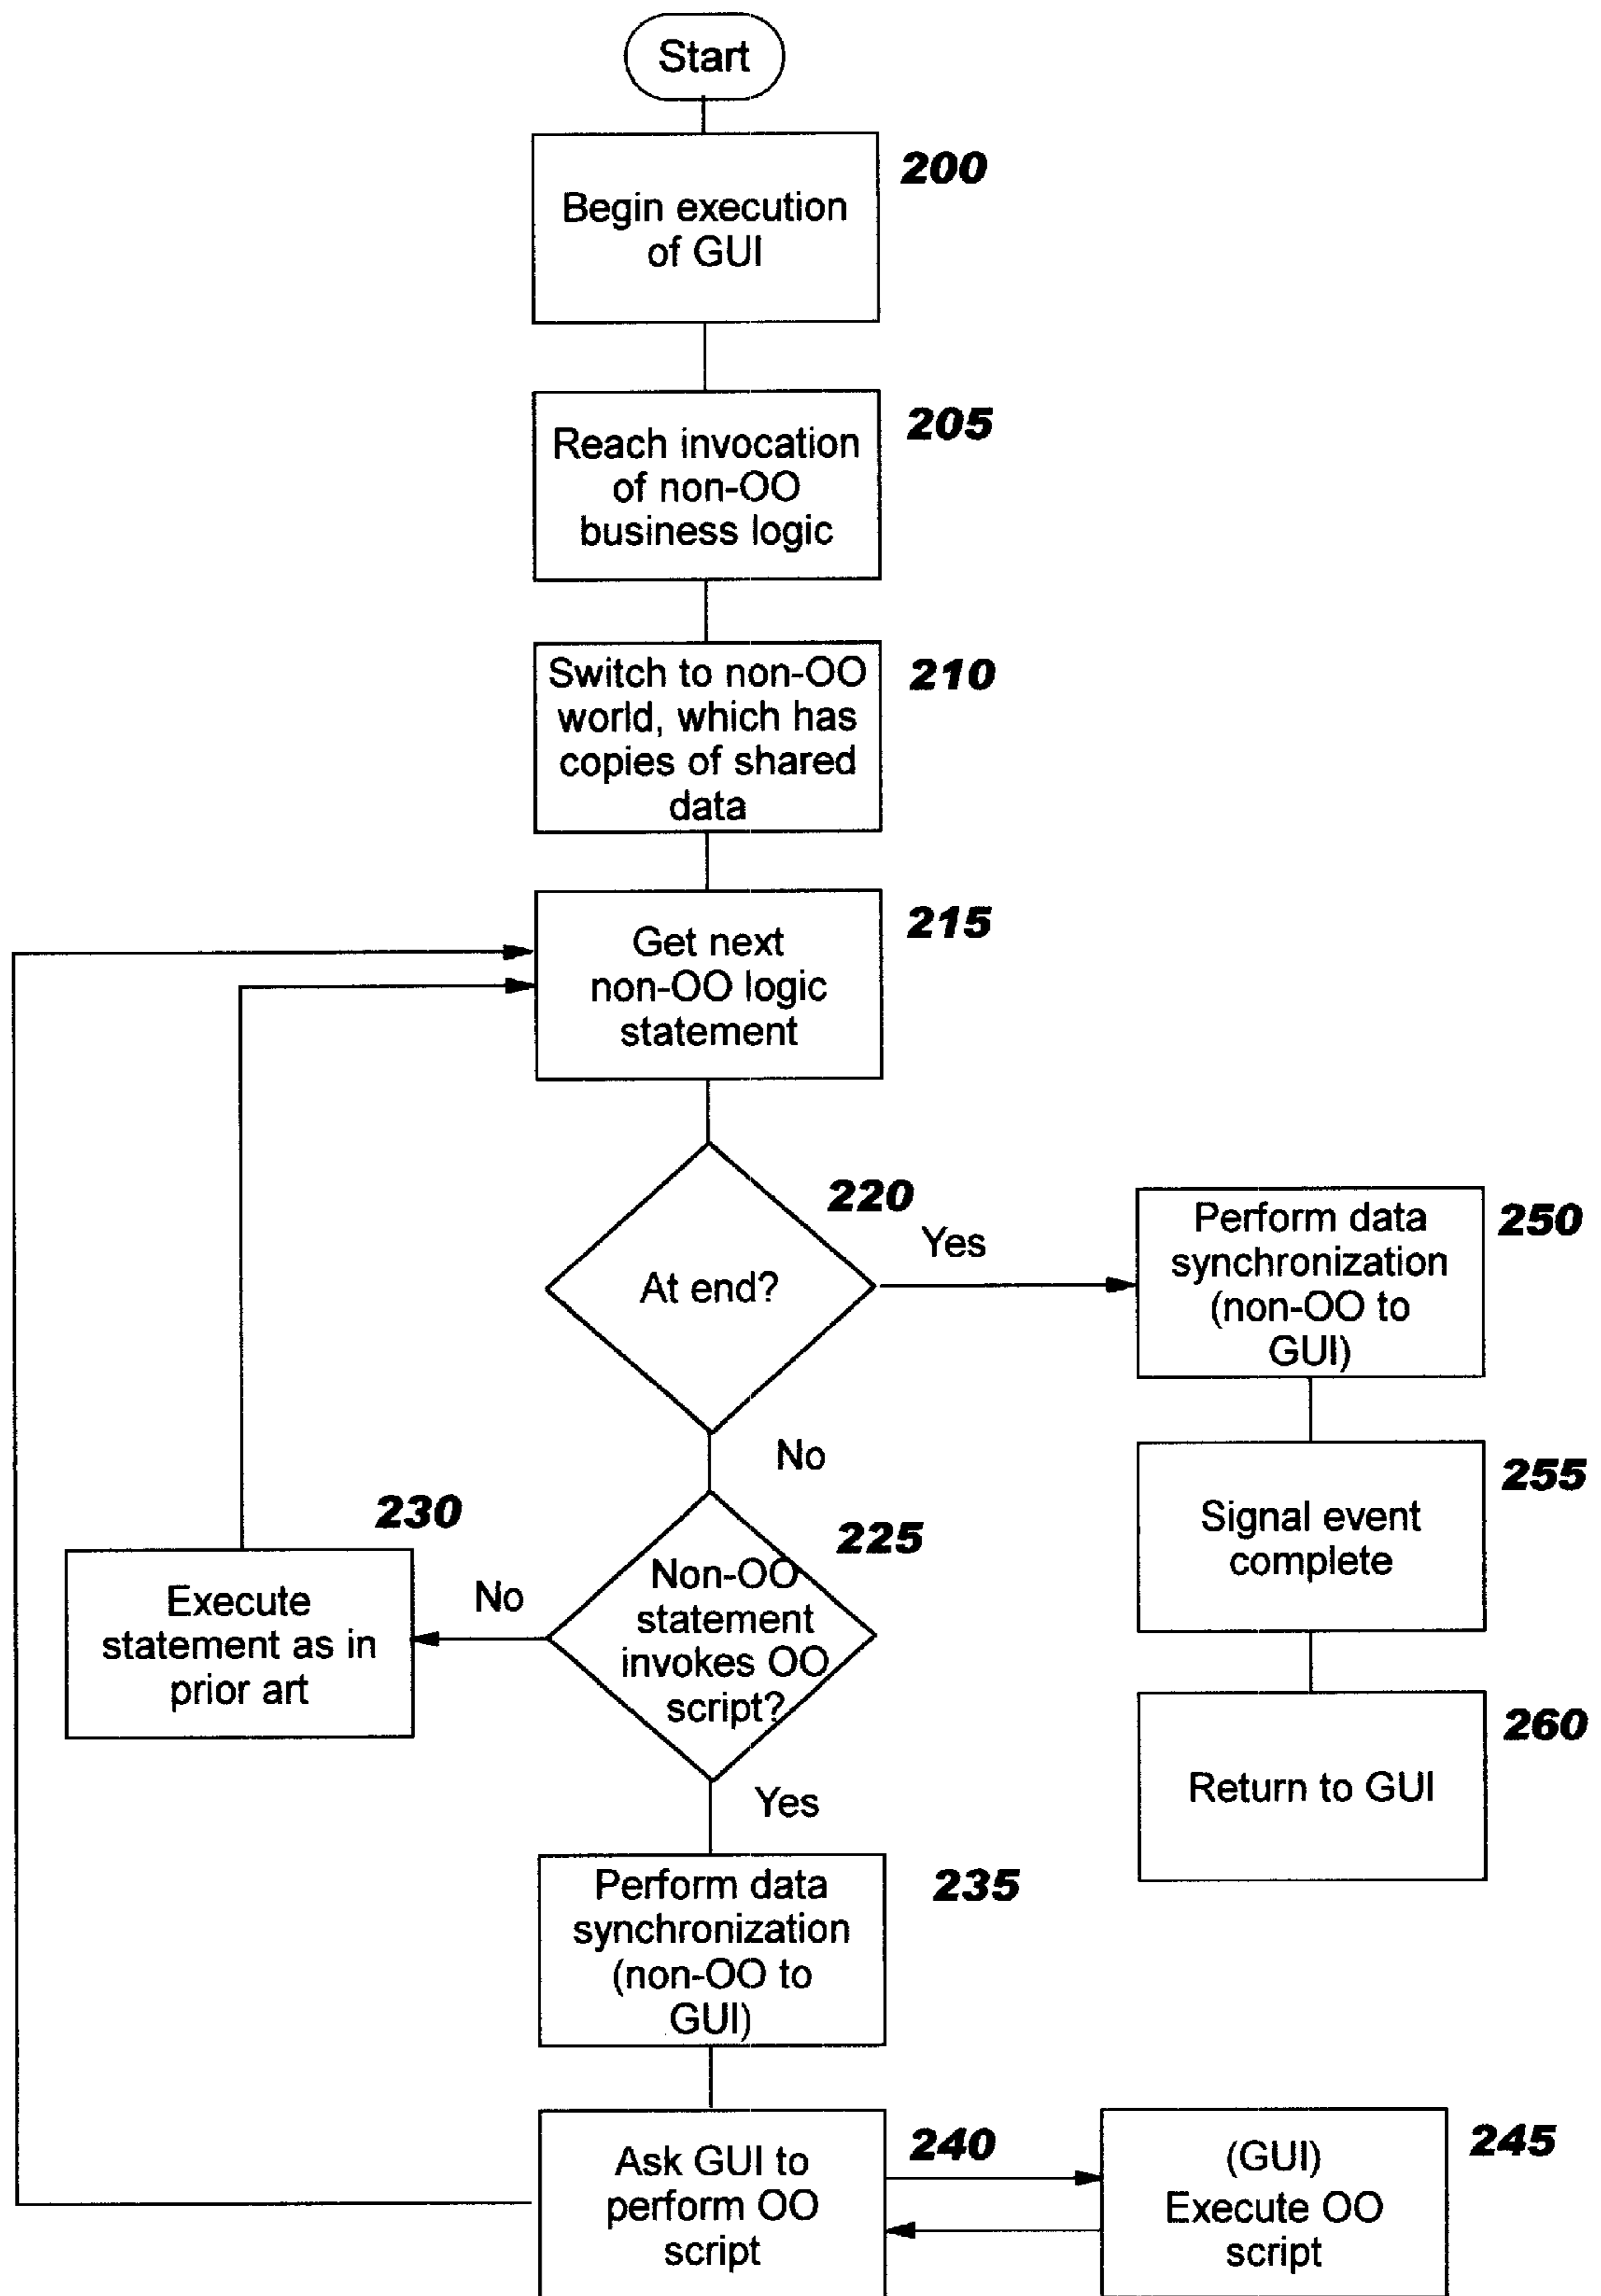 Start
200
Begin execution
of GUI
205
Reach invocation
of non-OO
business logic
210
Switch to non-OO
world, which has
copies of shared
data
215
Get next
non-OO logic
statement
220
At end?
Yes
No
250
Perform data
synchronization
(non-OO to
GUI)
255
Signal event
complete
260
Return to GUI
225
Non-OO
statement
invokes OO
script?
No
230
Execute
statement as in
prior art
Yes
235
Perform data
synchronization
(non-OO to
GUI)
240
Ask GUI to
perform OO
script
245
(GUI)
Execute OO
script